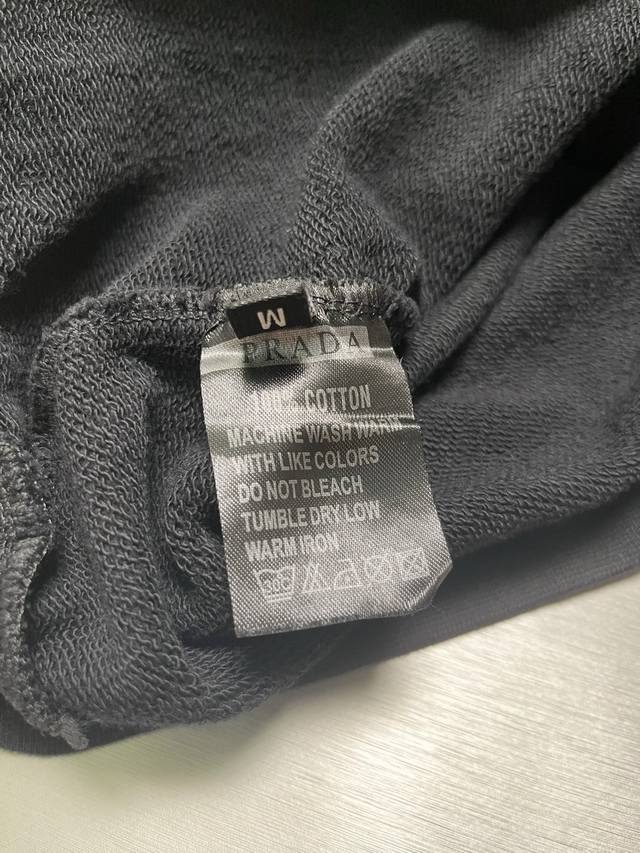 M
PRADA
100% COTTON
MACHINE WASH WARM
WITH LIKE COLORS
DO NOT BLEACH
TUMBLE DRY LOW
WARM IRON